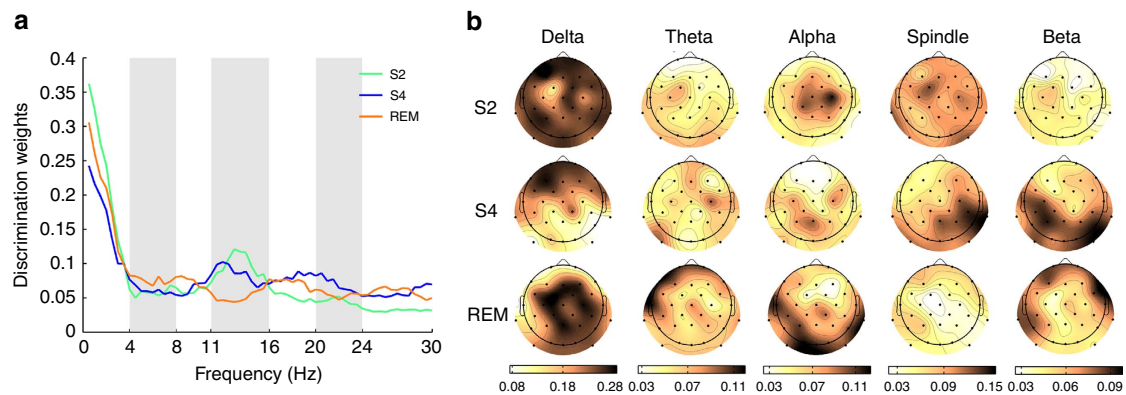 a
0.4
0.35
0.3
0.25
0.2
0.15
0.1
0.05
0
Discrimination weights
S2
S4
REM
0 4 8 11 16 20 24 30
Frequency (Hz)
b
Delta Theta Alpha Spindle Beta
S2
S4
REM
0.08 0.18 0.28 0.03 0.07 0.11 0.03 0.07 0.11 0.03 0.09 0.15 0.03 0.06 0.09